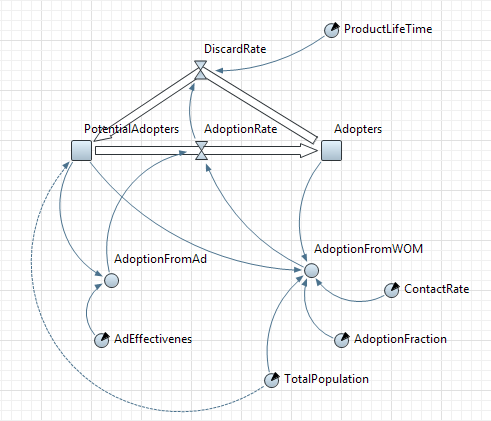 ProductLifeTime
DiscardRate
PotentialAdopters
AdoptionRate
Adopters
AdoptionFromWOM
AdoptionFromAd
ContactRate
AdEffectivenes
AdoptionFraction
TotalPopulation